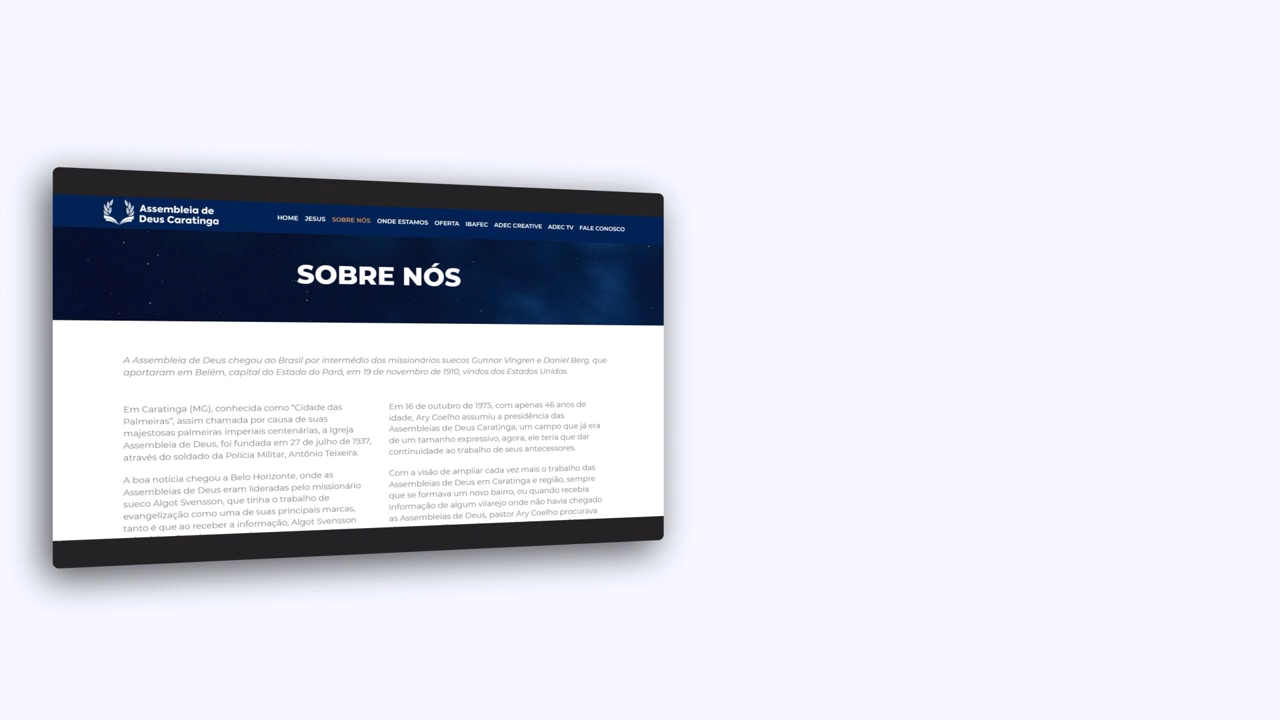 Assembleia de
Deus Caratinga
HOME JESUS SOBRE NÓS ONDE ESTAMOS OFERTA IBAFEC ADEC CREATIVE ADEC TV FALE CONOSCO
SOBRE NÓS
A Assembleia de Deus chegou ao Brasil por intermédio dos missionários suecos Gunnar Vingren e Daniel Berg, que
aportaram em Belém, capital do Estado do Pará, em 19 de novembro de 1910, vindos dos Estados Unidos.
Em Caratinga (MG), conhecida como “Cidade das
Palmeiras”, assim chamada por causa de suas
majestosas palmeiras imperiais centenárias, a Igreja
Assembleia de Deus, foi fundada em 27 de julho de 1937,
através do soldado da Polícia Militar, Antônio Teixeira.
A boa notícia chegou a Belo Horizonte, onde as
Assembleias de Deus eram lideradas pelo missionário
sueco Algot Svensson, que tinha o trabalho de
evangelização como uma de suas principais marcas,
tanto é que ao receber a informação, Algot Svensson
Em 16 de outubro de 1975, com apenas 46 anos de
idade, Ary Coelho assumiu a presidência das
Assembleias de Deus Caratinga, um campo que já era
de um tamanho expressivo, agora, ele teria que dar
continuidade ao trabalho de seus antecessores.
Com a visão de ampliar cada vez mais o trabalho das
Assembleias de Deus em Caratinga e região, sempre
que se formava um novo bairro, ou quando recebia
informação de algum vilarejo onde não havia chegado
as Assembleias de Deus, pastor Ary Coelho procurava